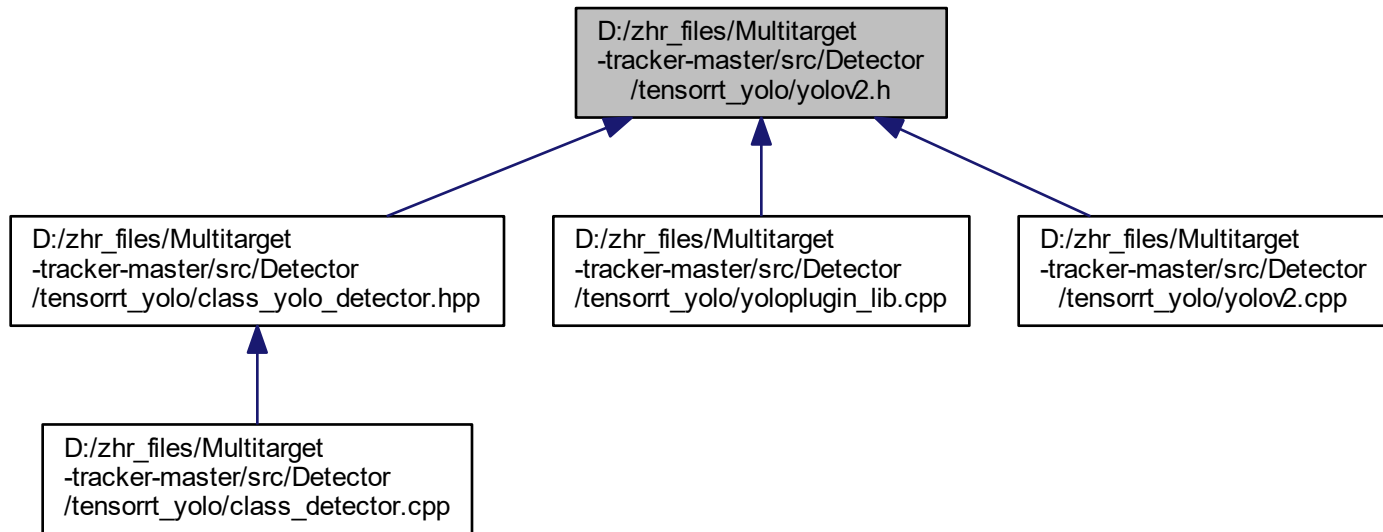 D:/zhr_files/Multitarget
-tracker-master/src/Detector
/tensorrt_yolo/yolov2.h
D:/zhr_files/Multitarget
-tracker-master/src/Detector
/tensorrt_yolo/class_yolo_detector.hpp
D:/zhr_files/Multitarget
-tracker-master/src/Detector
/tensorrt_yolo/yoloplugin_lib.cpp
D:/zhr_files/Multitarget
-tracker-master/src/Detector
/tensorrt_yolo/yolov2.cpp
D:/zhr_files/Multitarget
-tracker-master/src/Detector
/tensorrt_yolo/class_detector.cpp